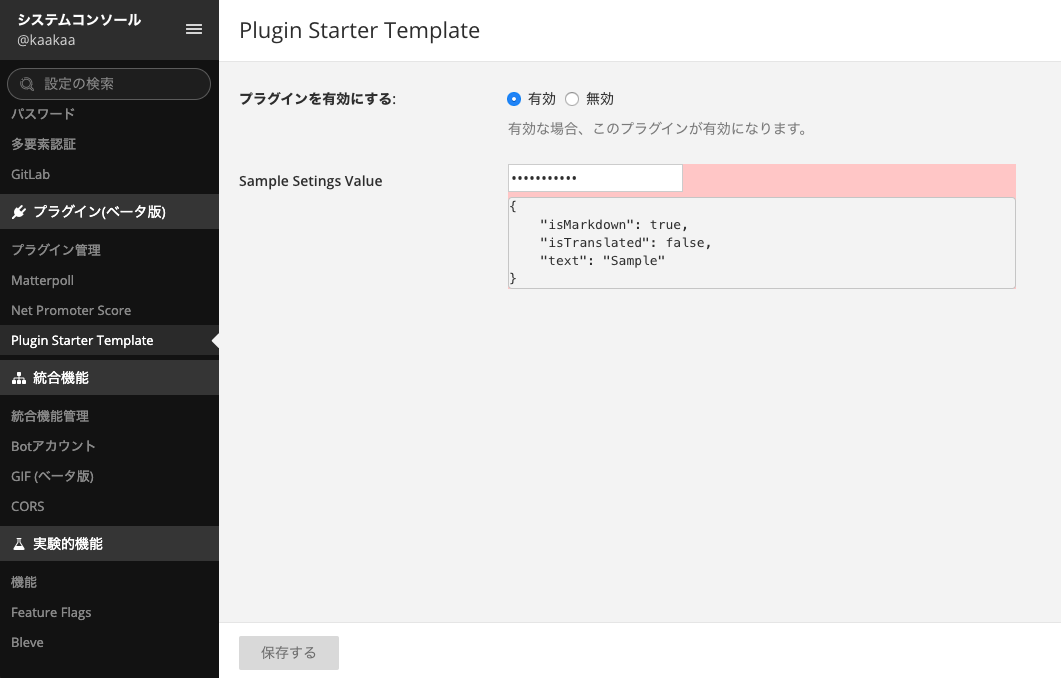 システムコンソール
@kaakaa
設定の検索
パスワード
多要素認証
GitLab
プラグイン(ベータ版)
プラグイン管理
Matterpoll
Net Promoter Score
Plugin Starter Template
統合機能
統合機能管理
Botアカウント
GIF (ベータ版)
CORS
実験的機能
機能
Feature Flags
Bleve
Plugin Starter Template
プラグインを有効にする:
有効 無効
有効な場合、このプラグインが有効になります。
Sample Setings Value
•••••••••••
{
    "isMarkdown": true,
    "isTranslated": false,
    "text": "Sample"
}
保存する